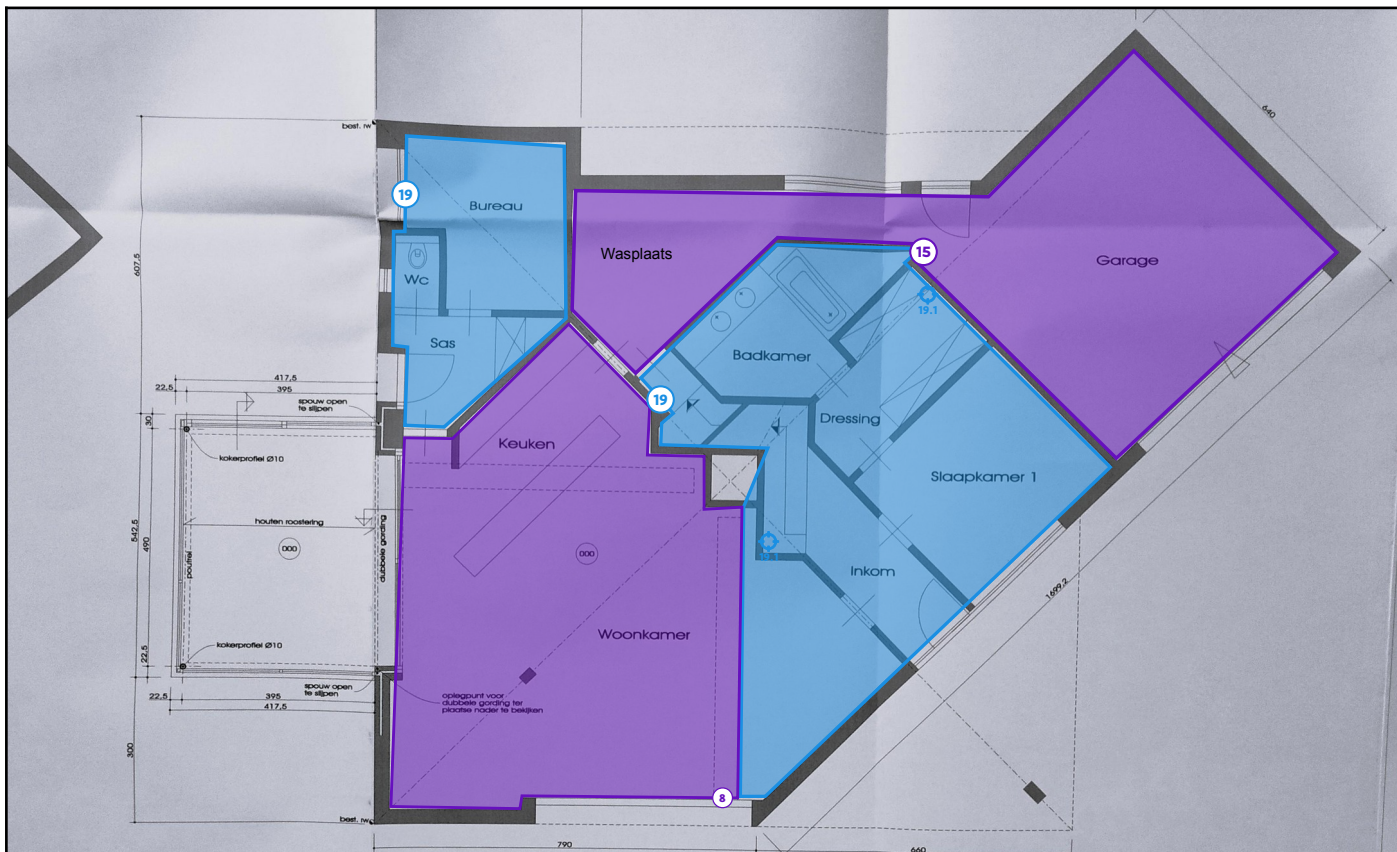 640
best. rw
19
Bureau
607,5
Wasplaats
15
Garage
Wc
19.1
Sas
Badkamer
417,5
22,5
395
spouw open
te slijpen
19
30
Dressing
Keuken
kokerprofiel Ø10
Slaapkamer 1
houten roostering
542,5
490
poutrel
000
dubbele gording
000
19.1
Inkom
1699,2
Woonkamer
kokerprofiel Ø10
22,5
spouw open
te slijpen
22,5
395
417,5
oplegpunt voor
dubbele gording ter
plaatse nader te bekijken
300
8
best. rw
790
660